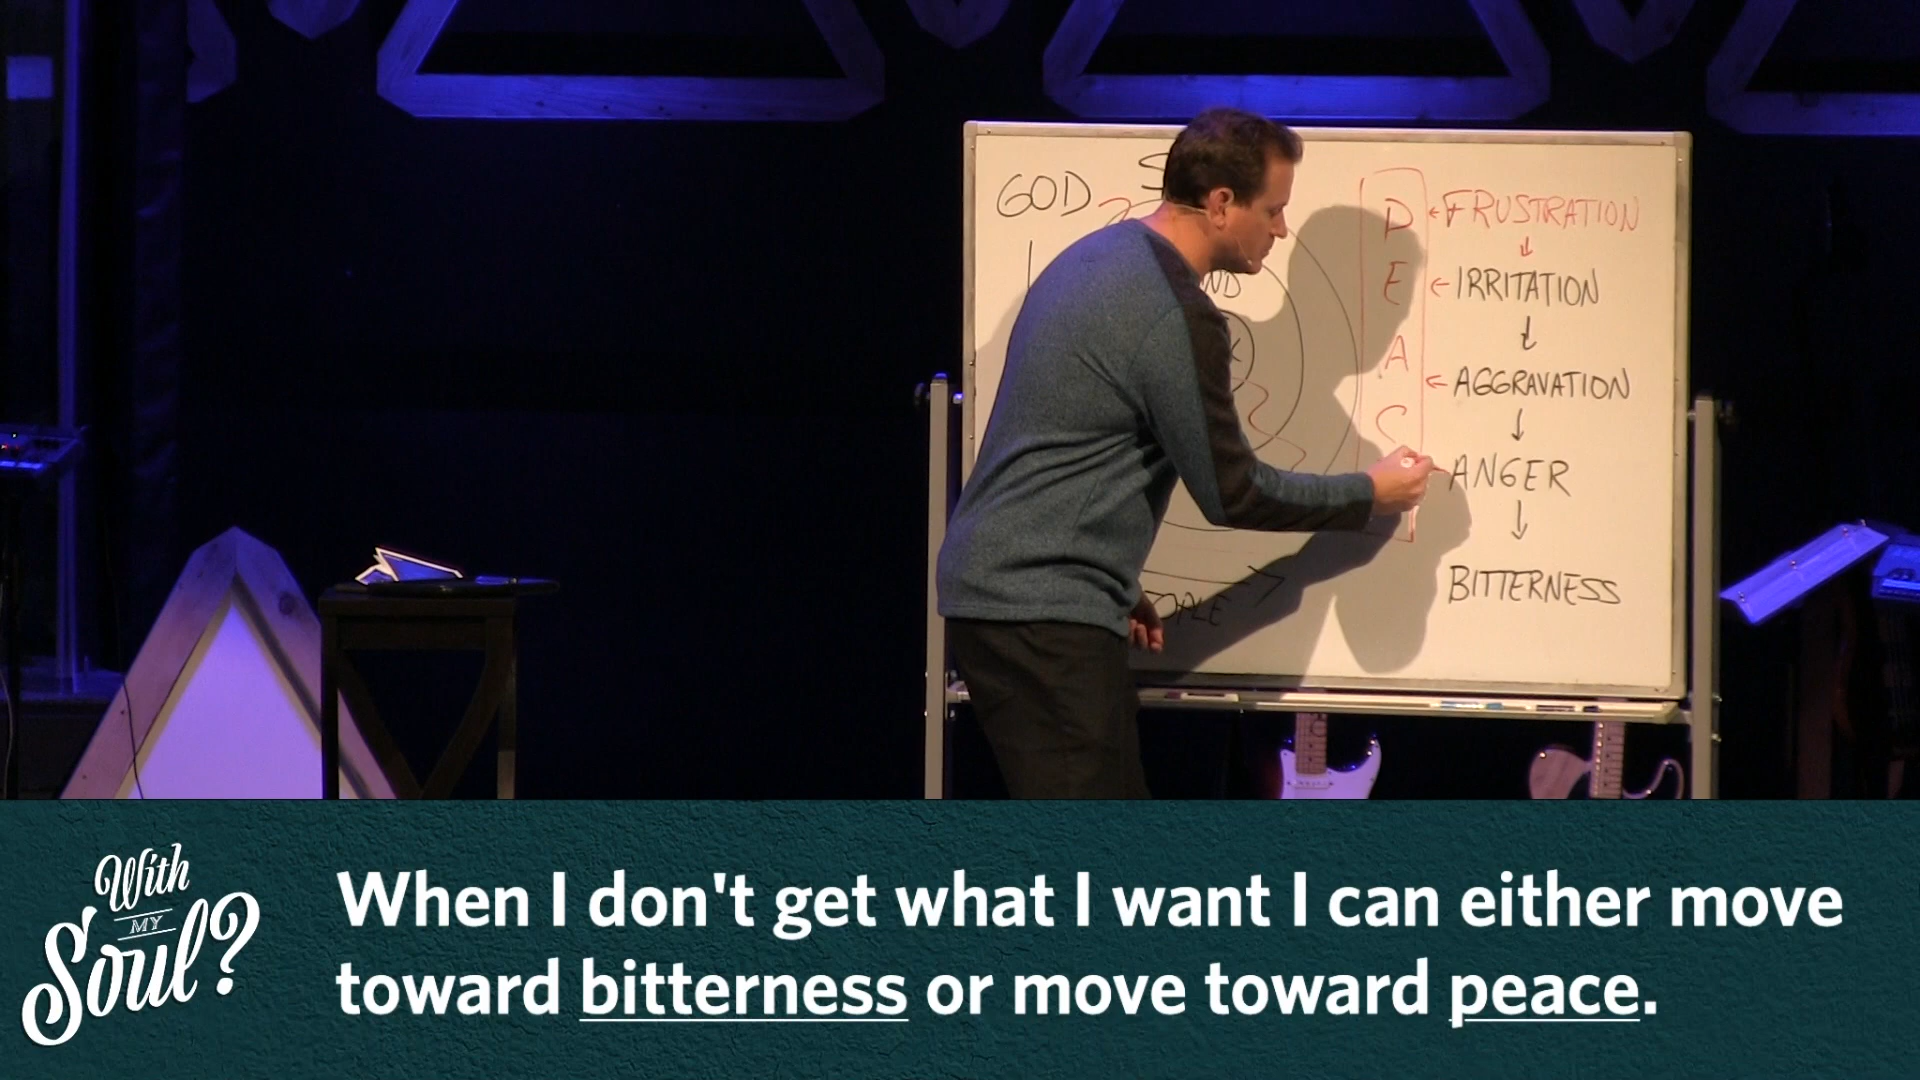 GOD
P
E
A
C
FRUSTRATION
IRRITATION
AGGRAVATION
ANGER
BITTERNESS
With
MY
Soul?
When I don't get what I want I can either move
toward bitterness or move toward peace.